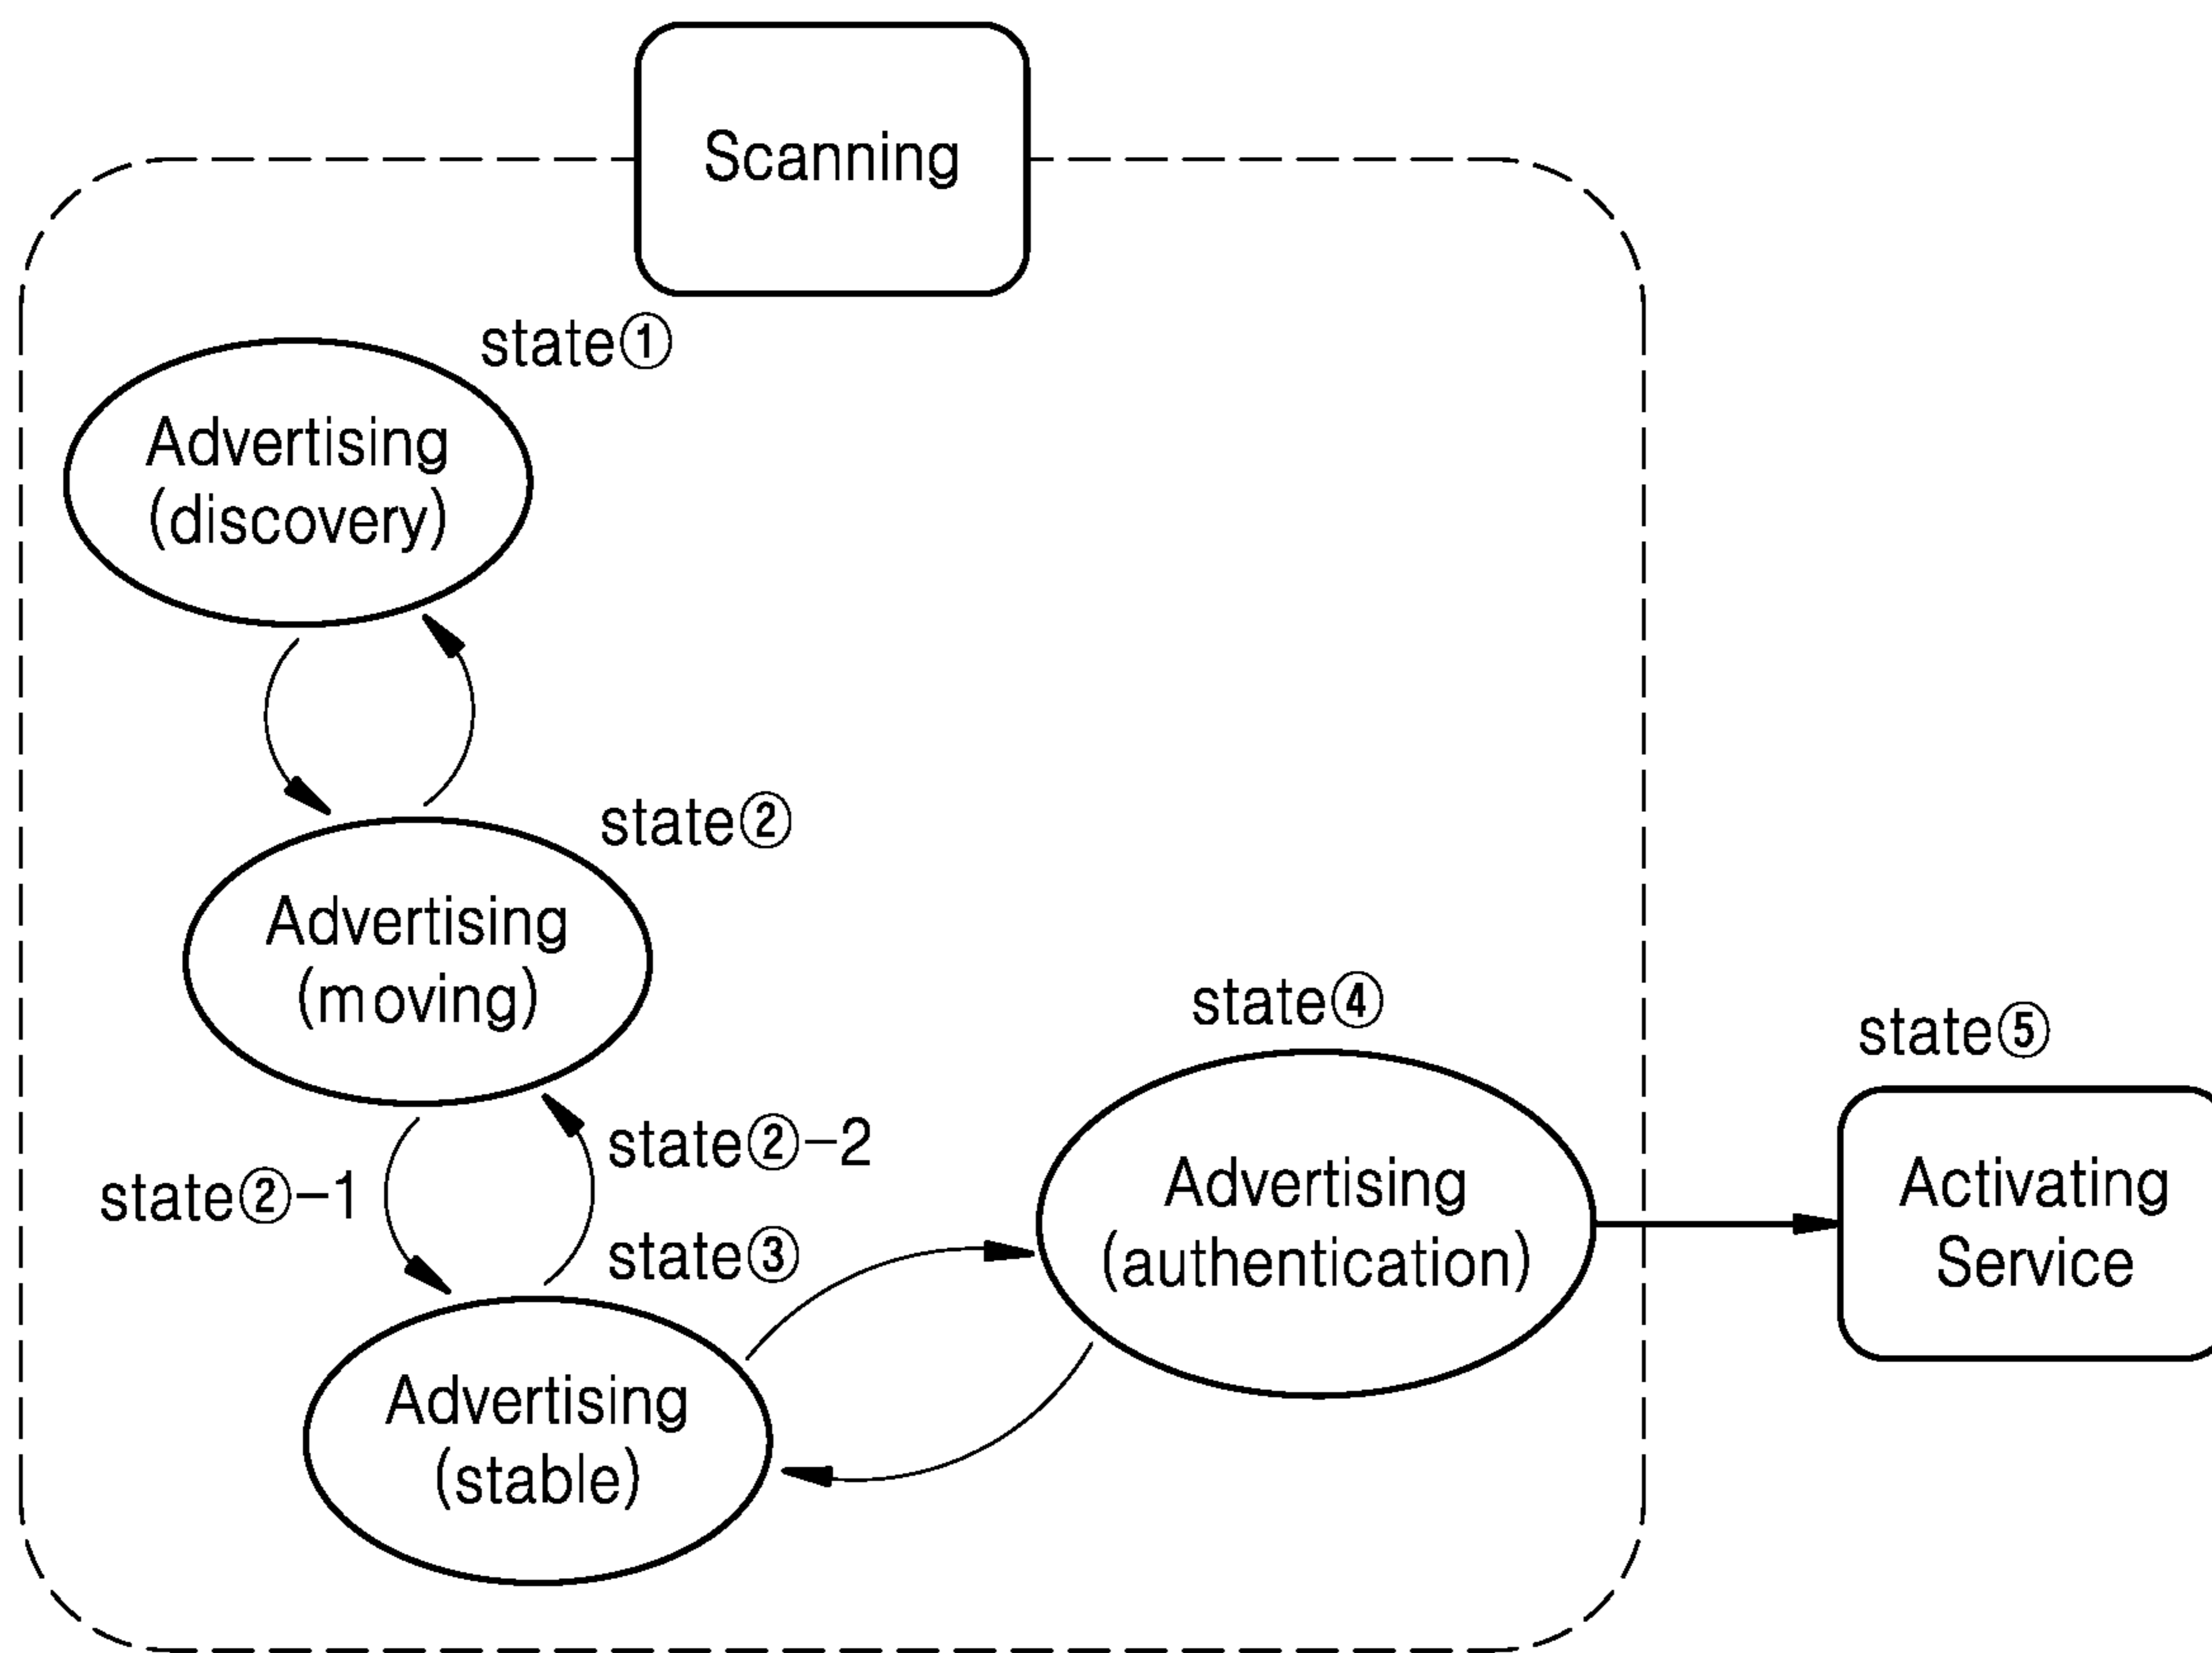 Scanning
state①
Advertising
(discovery)
state②
Advertising
(moving)
state②-1
state②-2
state③
Advertising
(stable)
state④
Advertising
(authentication)
state⑤
Activating
Service